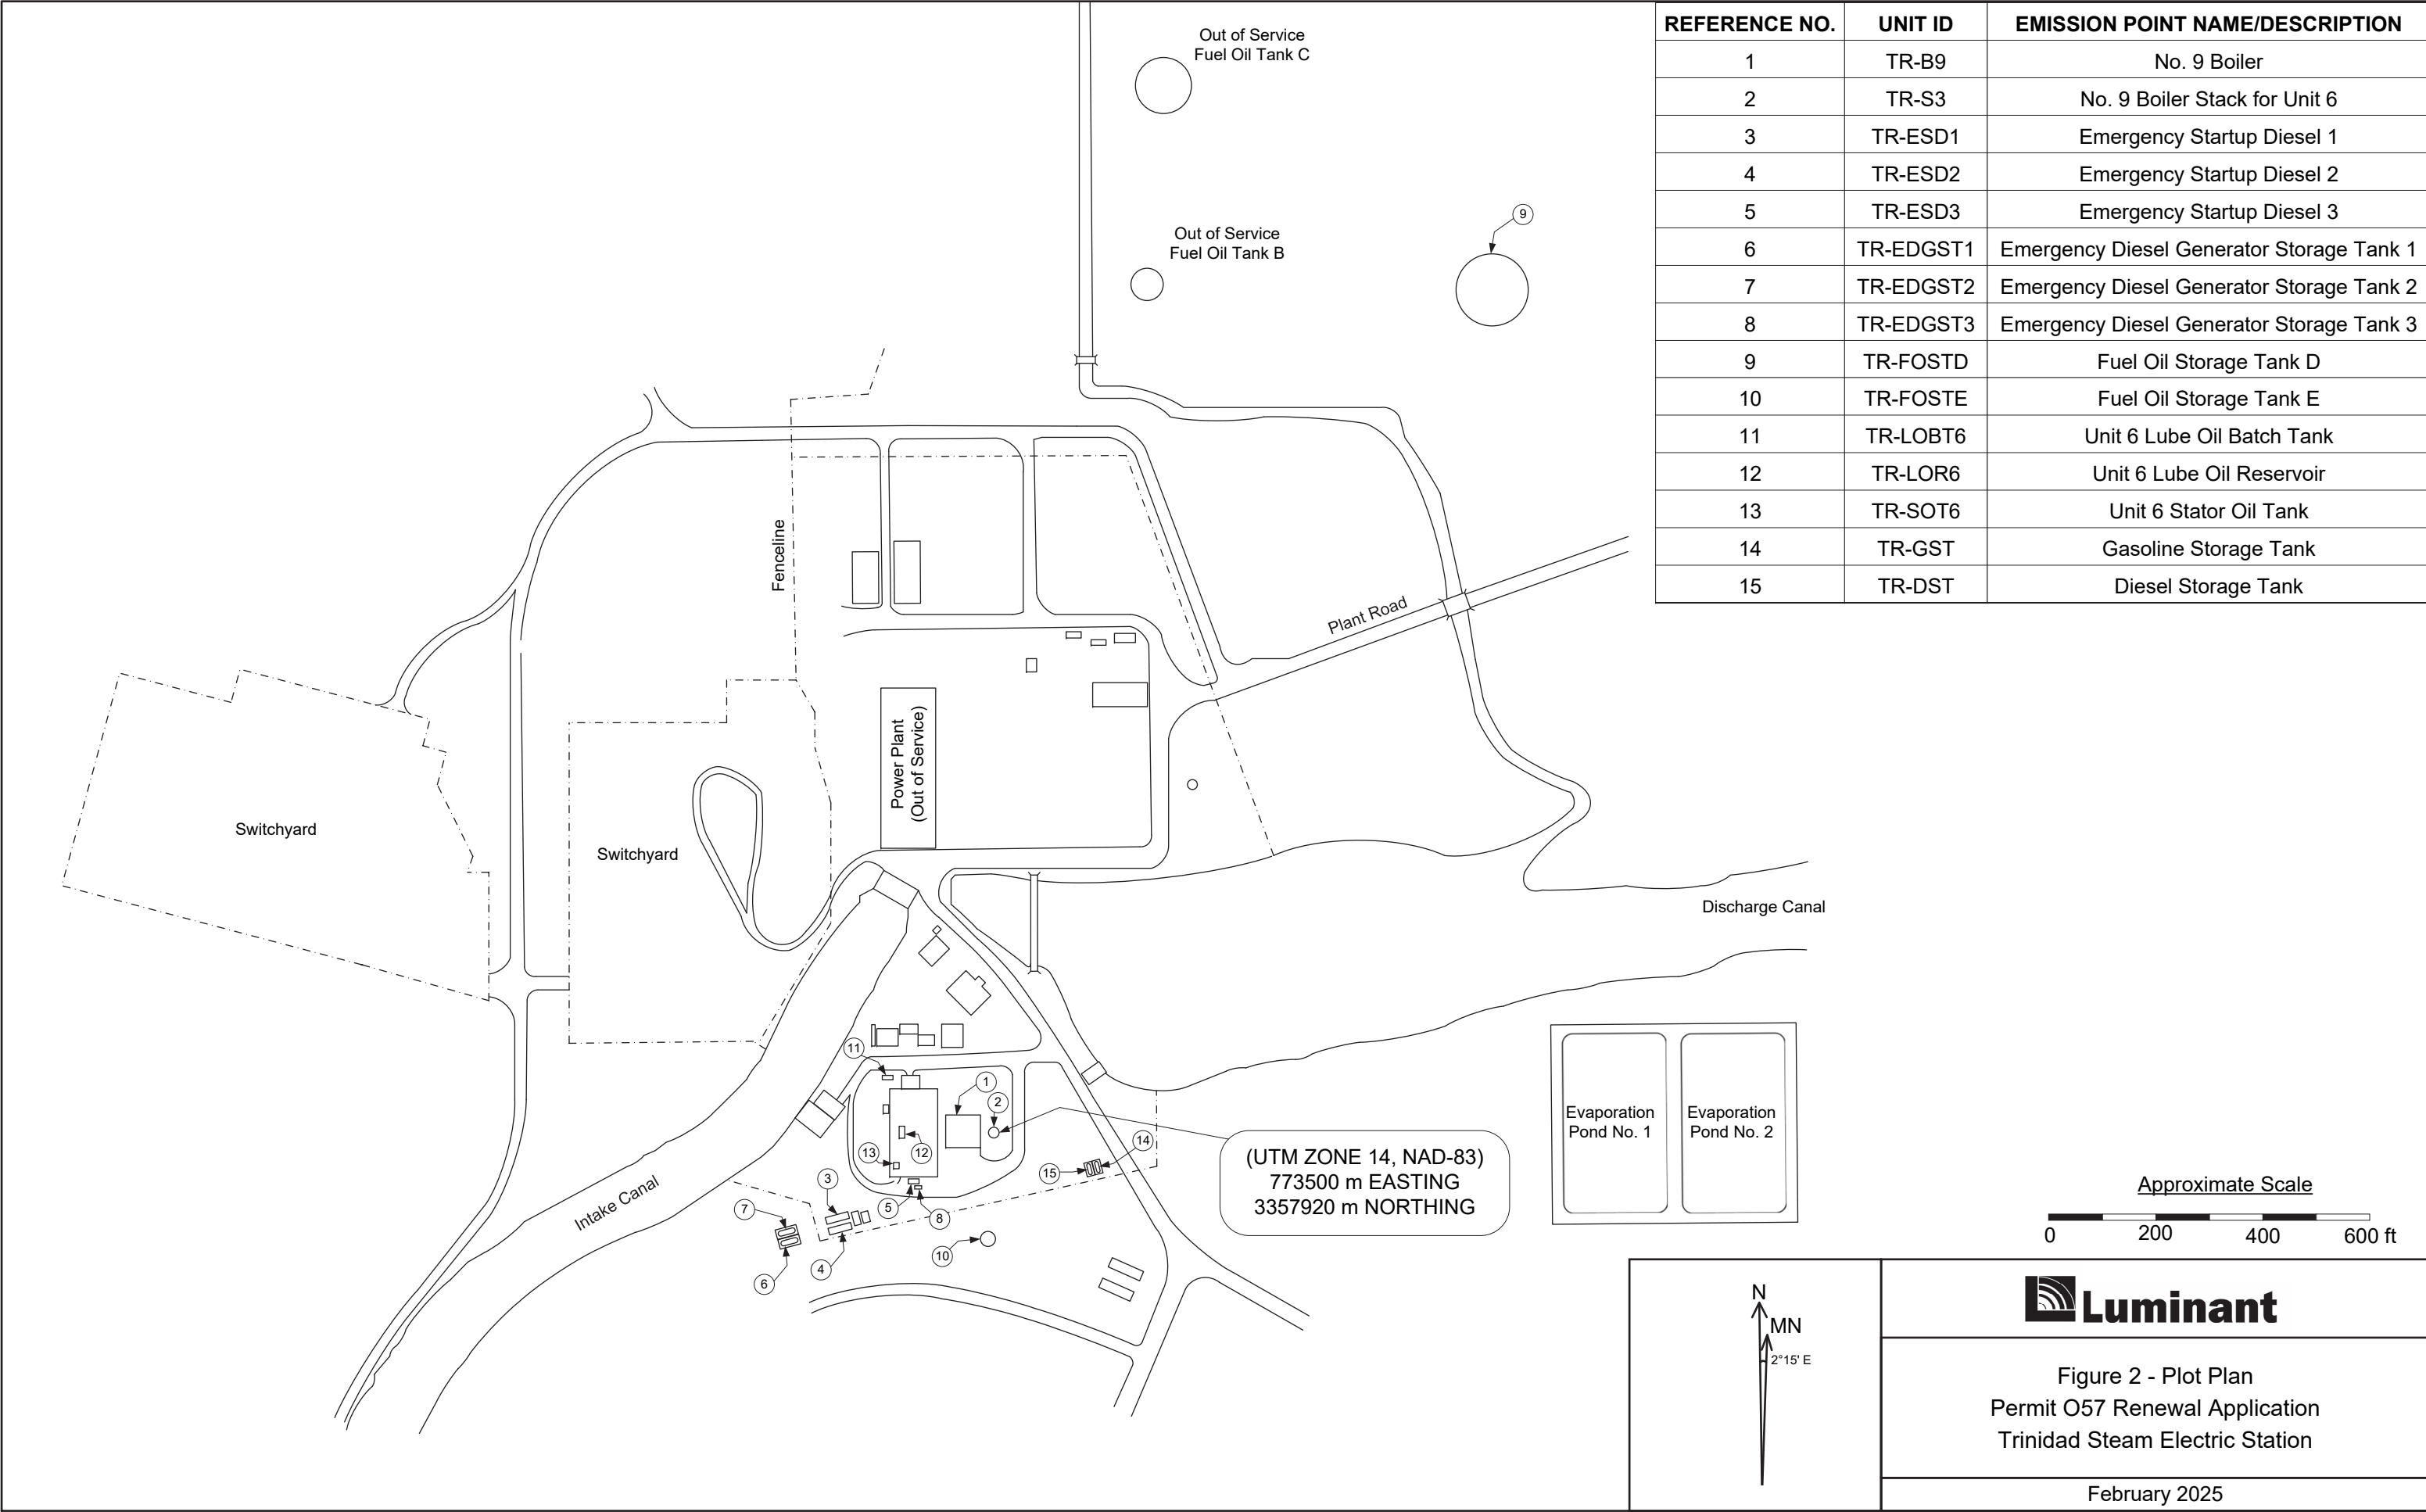 Out of Service
Fuel Oil Tank C
Out of Service
Fuel Oil Tank B
9
REFERENCE NO. UNIT ID EMISSION POINT NAME/DESCRIPTION
1 TR-B9 No. 9 Boiler
2 TR-S3 No. 9 Boiler Stack for Unit 6
3 TR-ESD1 Emergency Startup Diesel 1
4 TR-ESD2 Emergency Startup Diesel 2
5 TR-ESD3 Emergency Startup Diesel 3
6 TR-EDGST1 Emergency Diesel Generator Storage Tank 1
7 TR-EDGST2 Emergency Diesel Generator Storage Tank 2
8 TR-EDGST3 Emergency Diesel Generator Storage Tank 3
9 TR-FOSTD Fuel Oil Storage Tank D
10 TR-FOSTE Fuel Oil Storage Tank E
11 TR-LOBT6 Unit 6 Lube Oil Batch Tank
12 TR-LOR6 Unit 6 Lube Oil Reservoir
13 TR-SOT6 Unit 6 Stator Oil Tank
14 TR-GST Gasoline Storage Tank
15 TR-DST Diesel Storage Tank
Fenceline
Plant Road
Power Plant
(Out of Service)
Switchyard
Switchyard
Discharge Canal
11
1
2
13
12
14
15
3
5
8
7
4
10
6
Intake Canal
(UTM ZONE 14, NAD-83)
773500 m EASTING
3357920 m NORTHING
Evaporation
Pond No. 1
Evaporation
Pond No. 2
Approximate Scale
0 200 400 600 ft
N
MN
2°15' E
Luminant
Figure 2 - Plot Plan
Permit O57 Renewal Application
Trinidad Steam Electric Station
February 2025